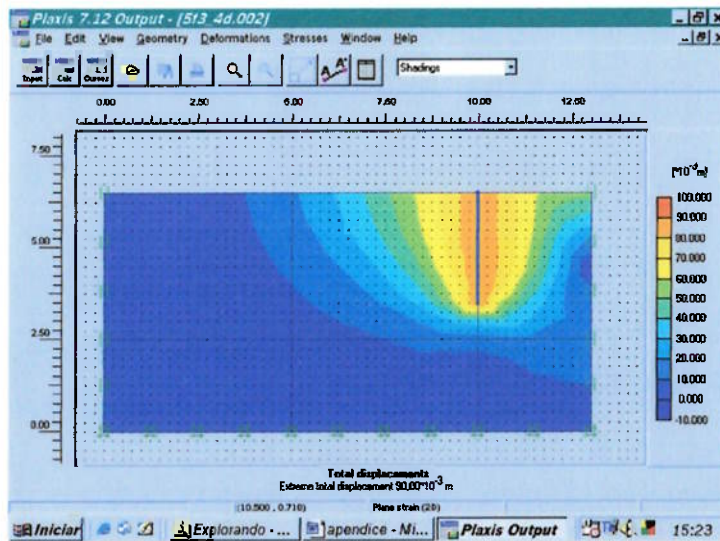 Plaxis 7.12 Output - [5f3_4d.002]
File Edit View Geometry Deformations Stresses Window Help
Input Calc Curves Shadings
0.00 2.50 5.00 7.50 10.00 12.50
7.50
5.00
2.50
0.00
[*10⁻³m]
100.000
90.000
80.000
70.000
60.000
50.000
40.000
30.000
20.000
10.000
0.000
-10.000
Total displacements
Extreme total displacement 90,00*10⁻³ m
(10.500 , 0.710) Plane strain (2D)
Iniciar Explorando - ... apendice - Mi... Plaxis Output 15:23